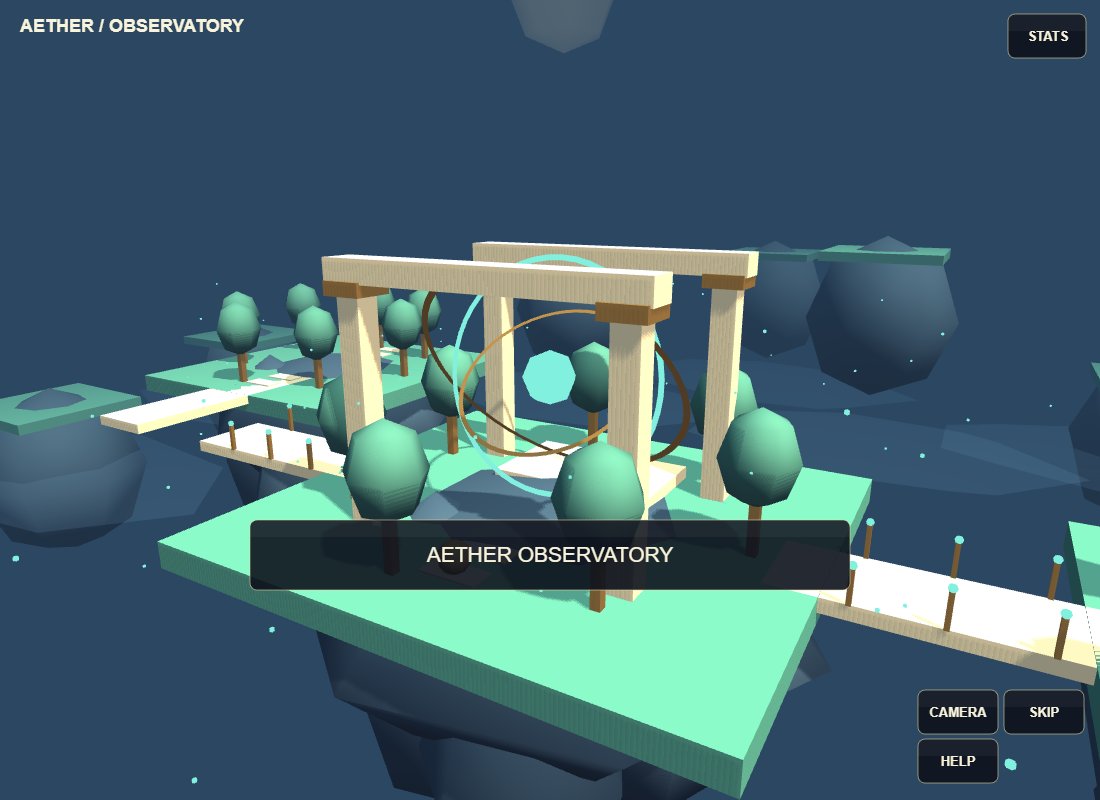 AETHER / OBSERVATORY
STATS
AETHER OBSERVATORY
CAMERA
SKIP
HELP